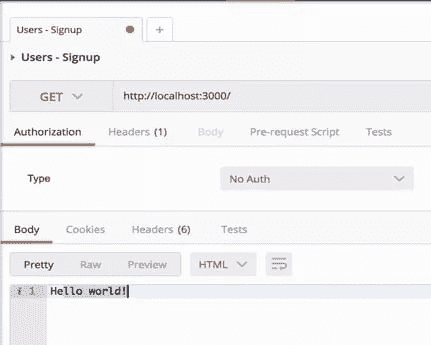 Users - Signup
+
Users - Signup
GET http://localhost:3000/
Authorization Headers (1) Body Pre-request Script Tests
Type No Auth
Body Cookies Headers (6) Tests
Pretty Raw Preview HTML
i 1 Hello world!